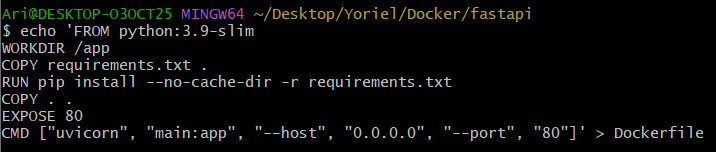 Ari@DESKTOP-O3OCT25 MINGW64 ~/Desktop/Yoriel/Docker/fastapi
$ echo 'FROM python:3.9-slim
WORKDIR /app
COPY requirements.txt .
RUN pip install --no-cache-dir -r requirements.txt
COPY . .
EXPOSE 80
CMD ["uvicorn", "main:app", "--host", "0.0.0.0", "--port", "80"]' > Dockerfile